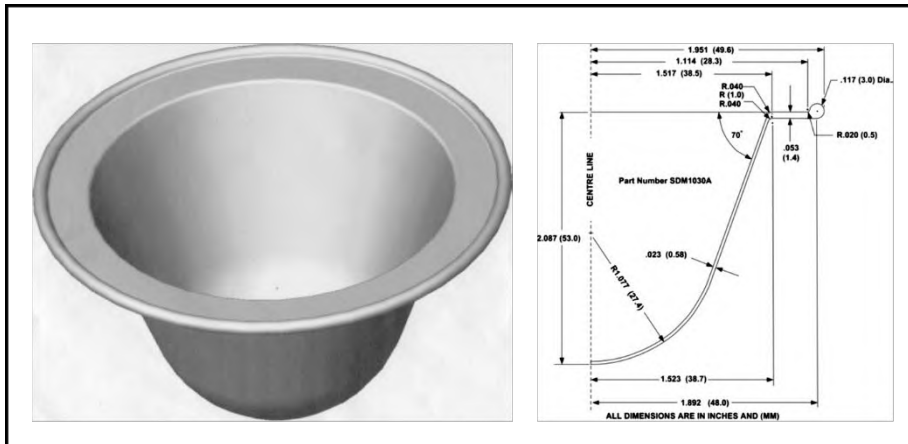 1.951 (49.6)
1.114 (28.3)
1.517 (38.5)
.117 (3.0) Dia.
R.040
R (1.0)
R.040
70°
R.020 (0.5)
.053
(1.4)
CENTRE LINE
Part Number SDM1030A
2.087 (53.0)
.023 (0.58)
R1.077 (27.4)
1.523 (38.7)
1.892 (48.0)
ALL DIMENSIONS ARE IN INCHES AND (MM)